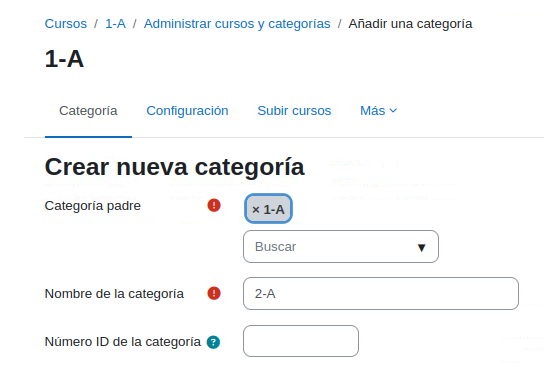 Cursos / 1-A / Administrar cursos y categorías / Añadir una categoría
1-A
Categoría Configuración Subir cursos Más
Crear nueva categoría
Categoría padre ! × 1-A
Buscar ▼
Nombre de la categoría ! 2-A
Número ID de la categoría ?